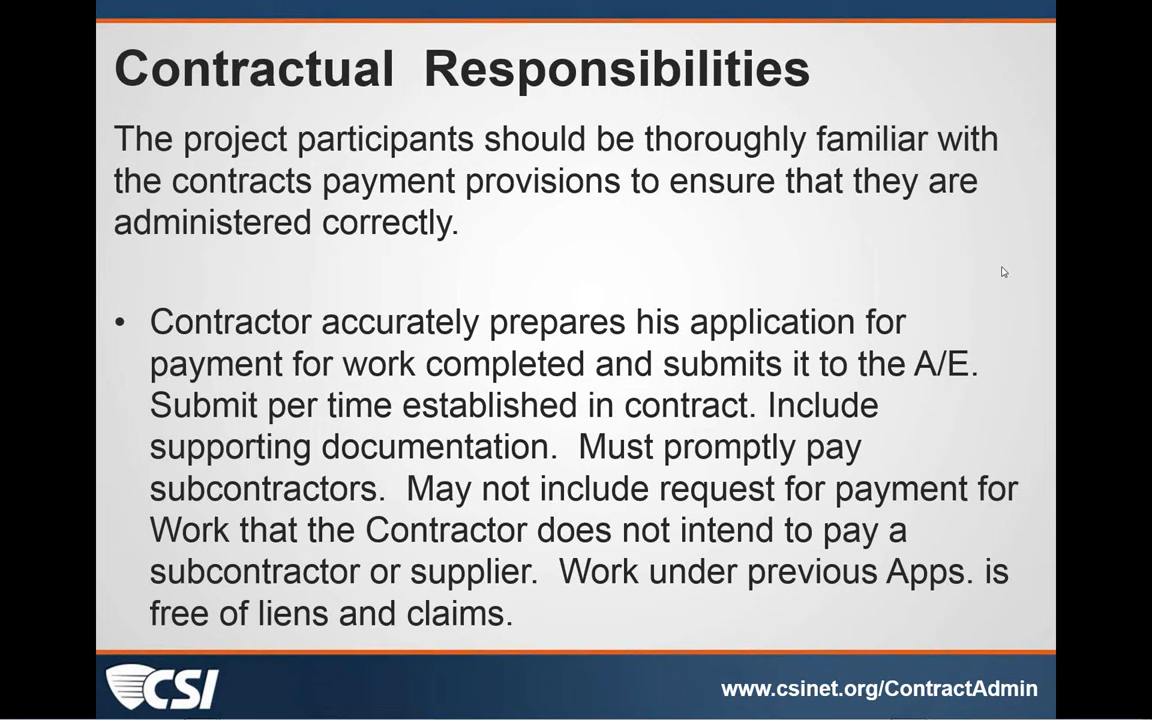 Contractual Responsibilities
The project participants should be thoroughly familiar with
the contracts payment provisions to ensure that they are
administered correctly.
• Contractor accurately prepares his application for
payment for work completed and submits it to the A/E.
Submit per time established in contract. Include
supporting documentation. Must promptly pay
subcontractors. May not include request for payment for
Work that the Contractor does not intend to pay a
subcontractor or supplier. Work under previous Apps. is
free of liens and claims.
CSI
www.csinet.org/ContractAdmin